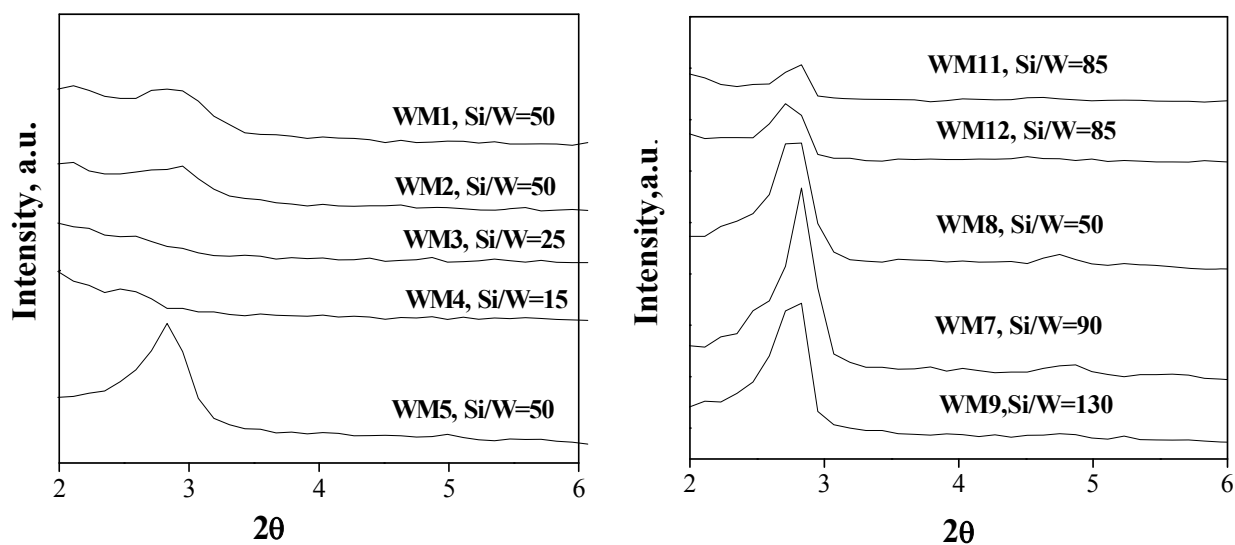 Intensity, a.u.
WM1, Si/W=50
WM2, Si/W=50
WM3, Si/W=25
WM4, Si/W=15
WM5, Si/W=50
2 3 4 5 6
2θ
Intensity,a.u.
WM11, Si/W=85
WM12, Si/W=85
WM8, Si/W=50
WM7, Si/W=90
WM9,Si/W=130
2 3 4 5 6
2θ